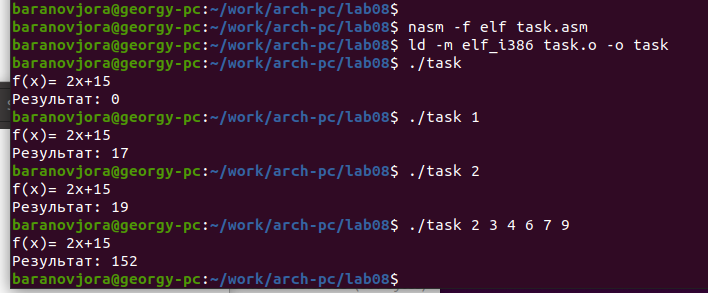 baranovjora@georgy-pc:~/work/arch-pc/lab08$
baranovjora@georgy-pc:~/work/arch-pc/lab08$ nasm -f elf task.asm
baranovjora@georgy-pc:~/work/arch-pc/lab08$ ld -m elf_i386 task.o -o task
baranovjora@georgy-pc:~/work/arch-pc/lab08$ ./task
f(x)= 2x+15
Результат: 0
baranovjora@georgy-pc:~/work/arch-pc/lab08$ ./task 1
f(x)= 2x+15
Результат: 17
baranovjora@georgy-pc:~/work/arch-pc/lab08$ ./task 2
f(x)= 2x+15
Результат: 19
baranovjora@georgy-pc:~/work/arch-pc/lab08$ ./task 2 3 4 6 7 9
f(x)= 2x+15
Результат: 152
baranovjora@georgy-pc:~/work/arch-pc/lab08$